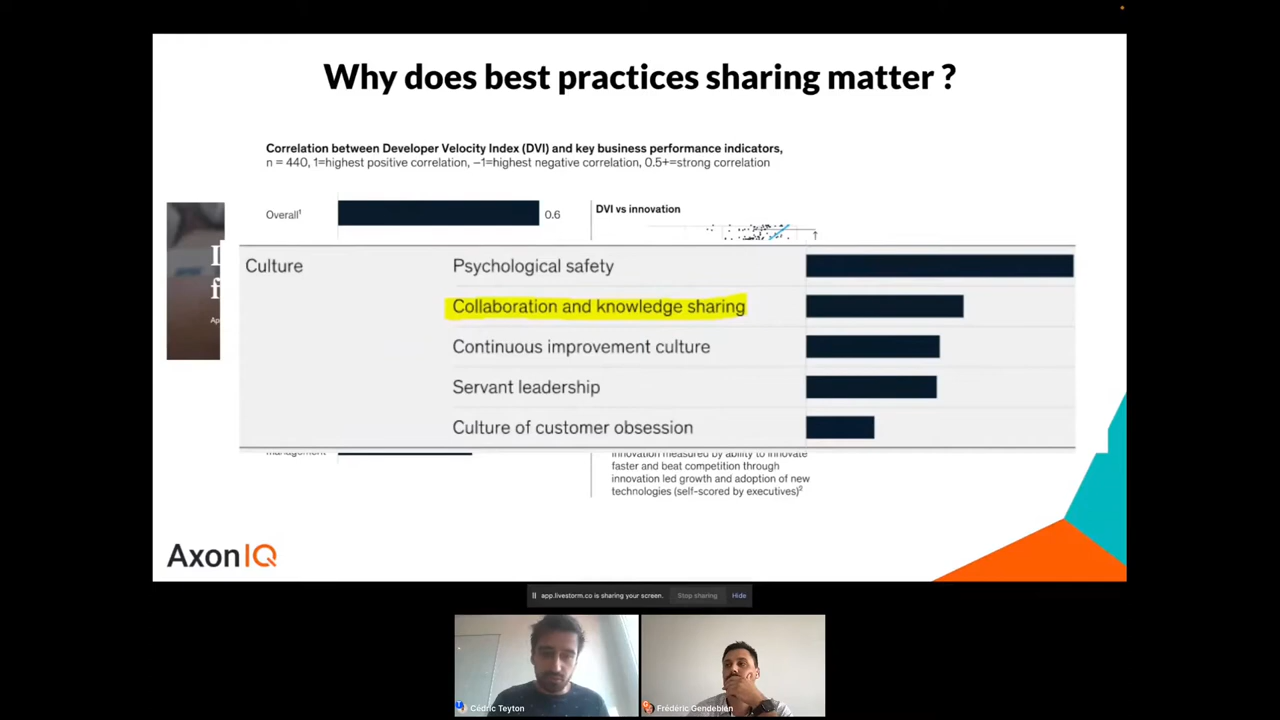 Why does best practices sharing matter ?
Correlation between Developer Velocity Index (DVI) and key business performance indicators,
n = 440, 1=highest positive correlation, –1=highest negative correlation, 0.5+=strong correlation
Overall¹
0.6
DVI vs innovation
Culture
Psychological safety
Collaboration and knowledge sharing
Continuous improvement culture
Servant leadership
Culture of customer obsession
management
innovation measured by ability to innovate
faster and beat competition through
innovation led growth and adoption of new
technologies (self-scored by executives)²
AxonIQ
app.livestorm.co is sharing your screen.
Stop sharing
Hide
Cédric Teyton
Frédéric Gendebien